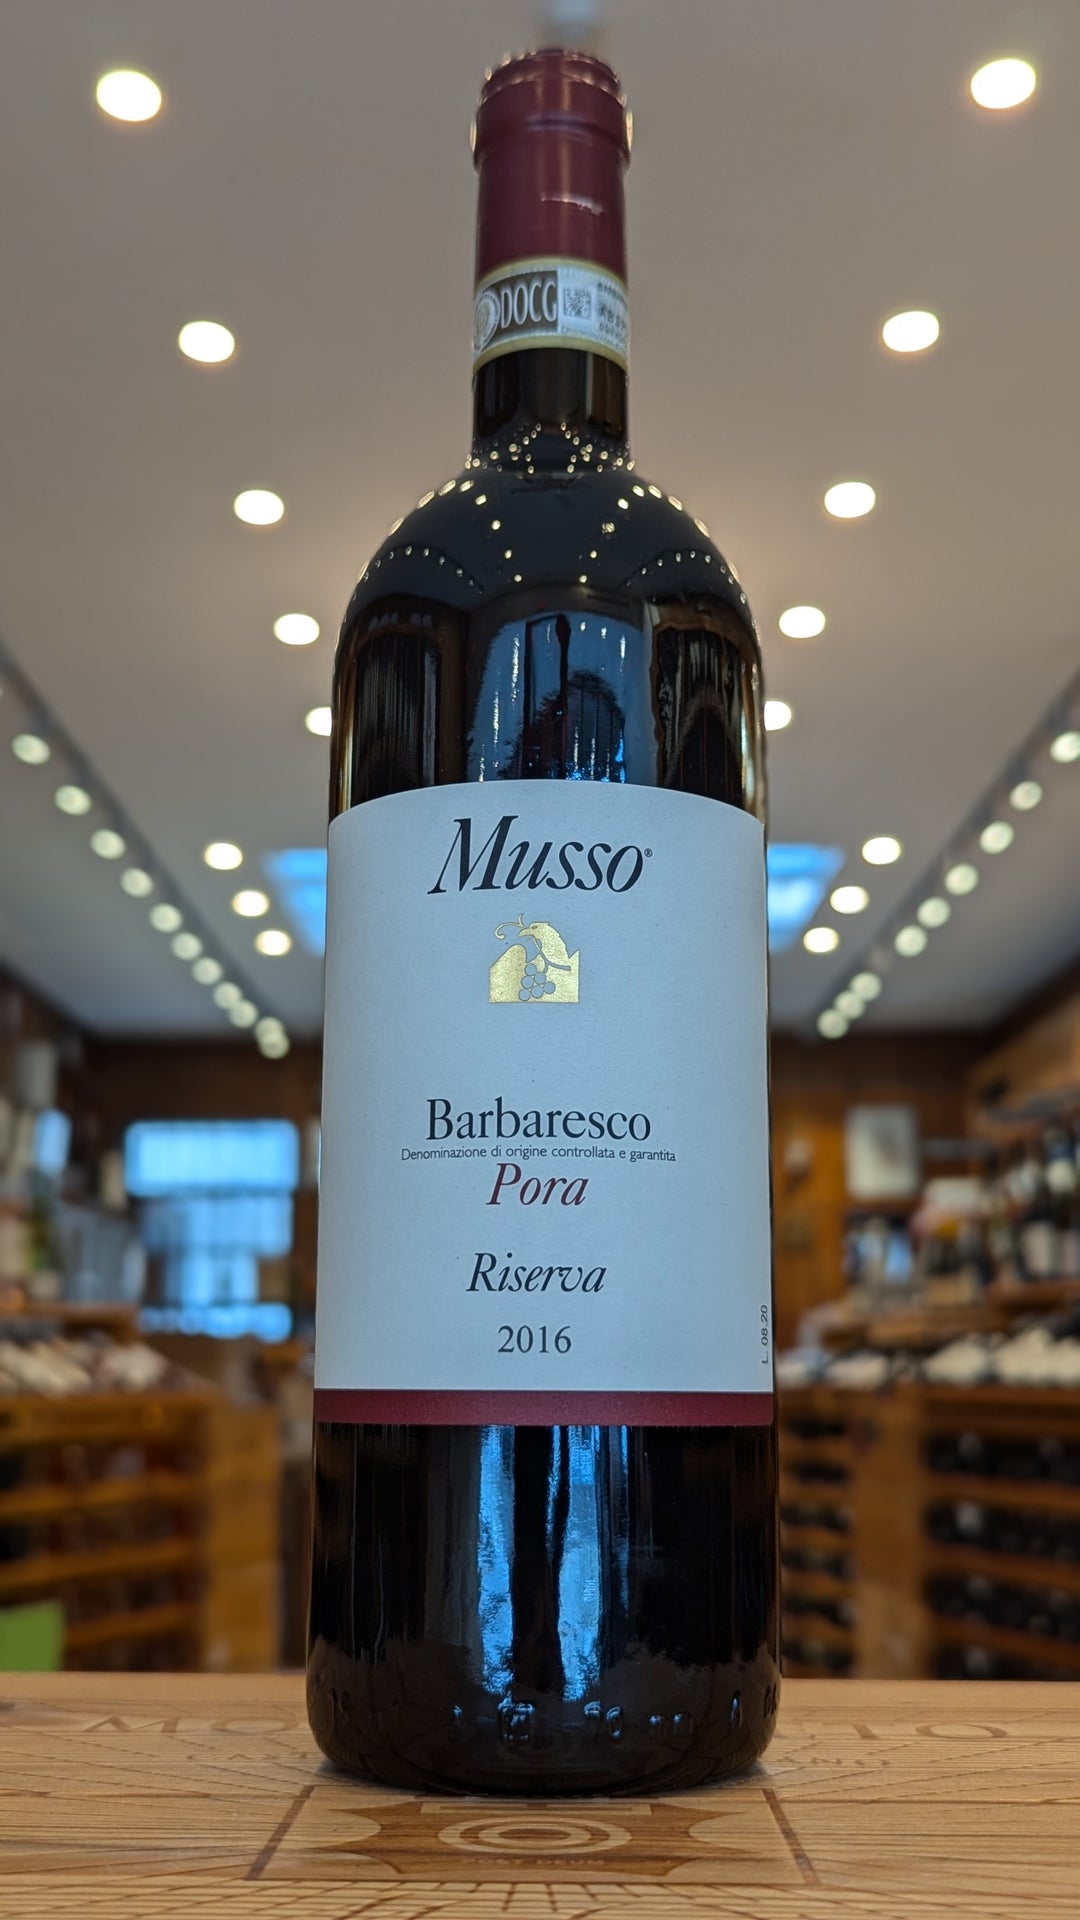 DOCG
Musso®
Barbaresco
Denominazione di origine controllata e garantita
Pora
Riserva
2016
L. 08.20